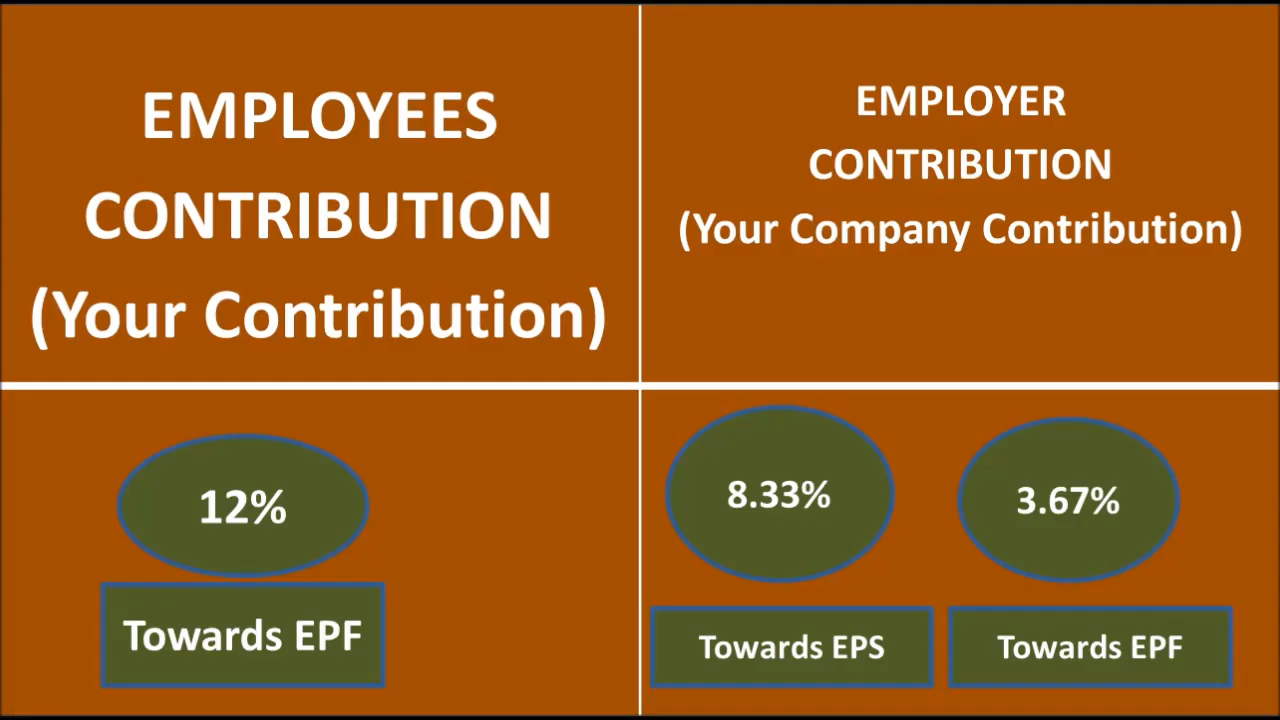 EMPLOYEES
CONTRIBUTION
(Your Contribution)
EMPLOYER
CONTRIBUTION
(Your Company Contribution)
12%
Towards EPF
8.33%
3.67%
Towards EPS
Towards EPF